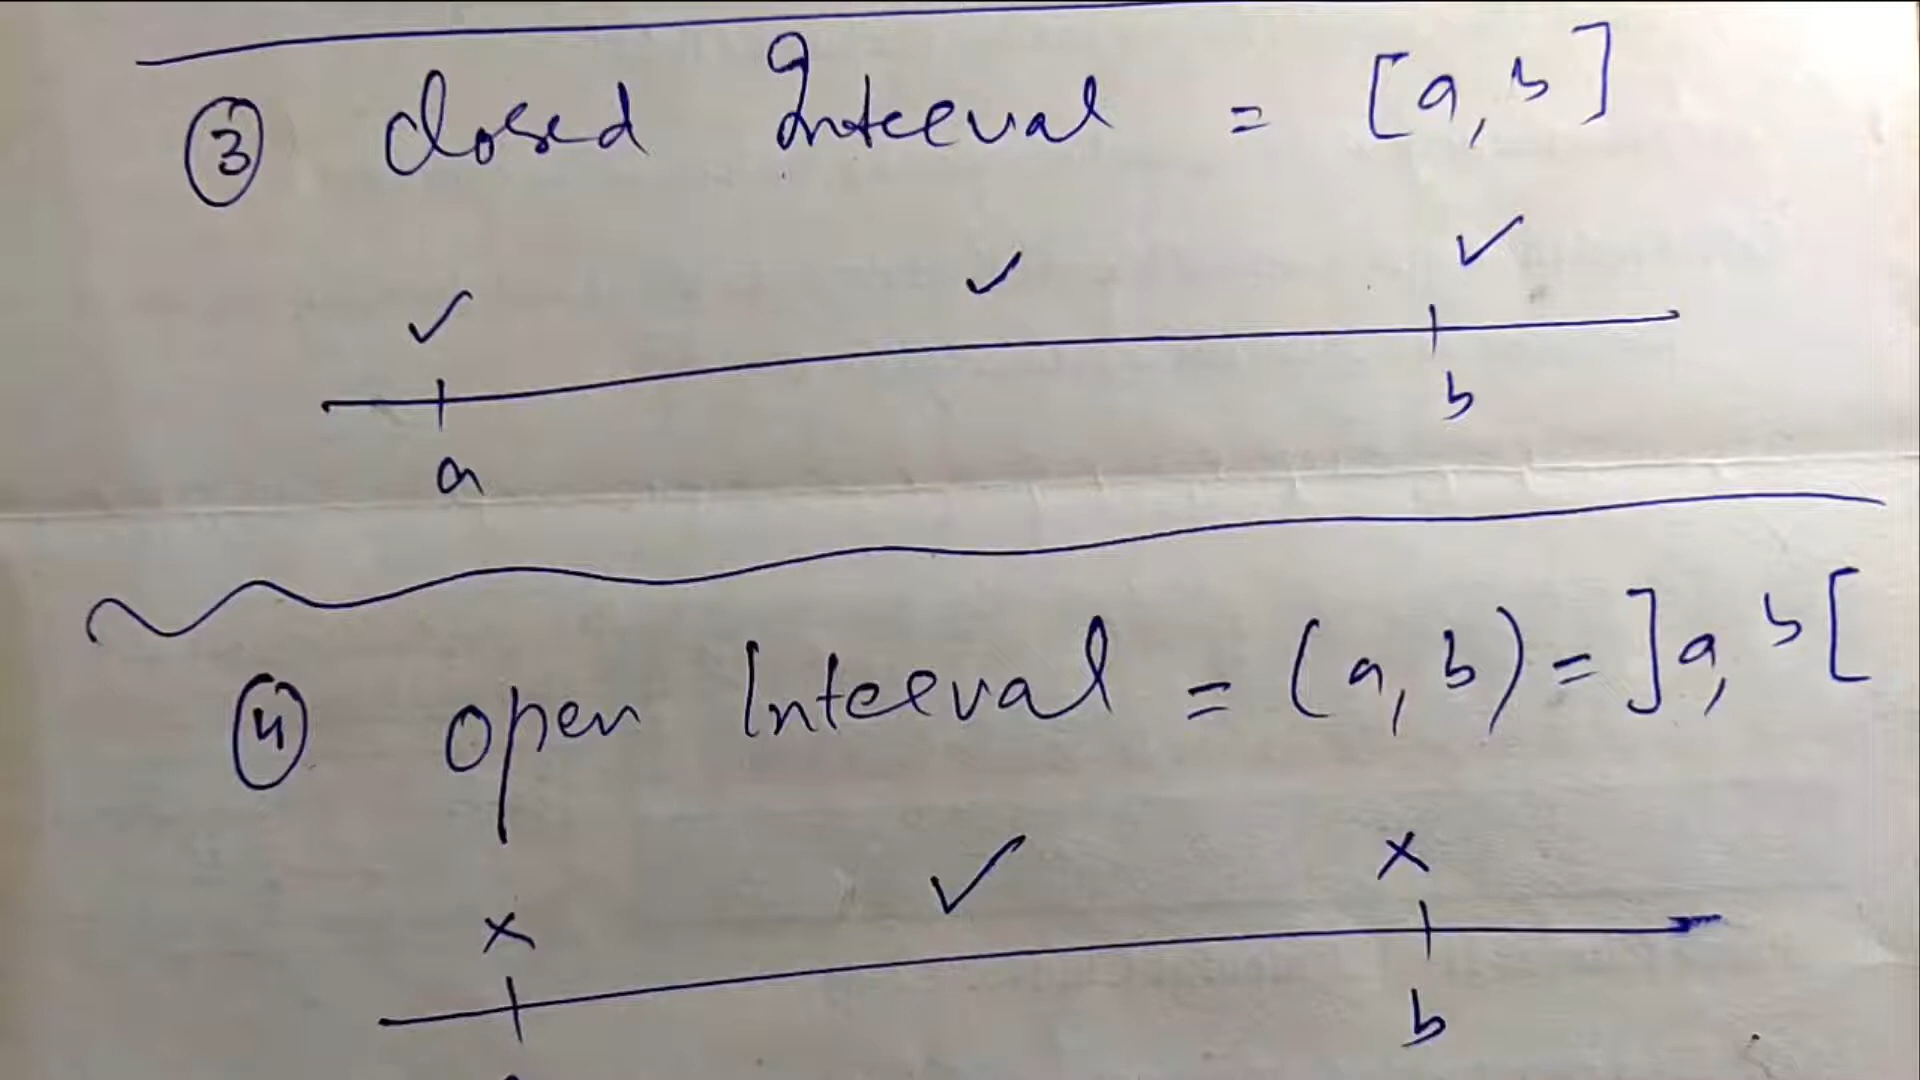 ③ Closed Interval = [a, b]
✓ ✓ ✓
a b
④ open Interval = (a, b) = ]a, b[
× ✓ ×
b